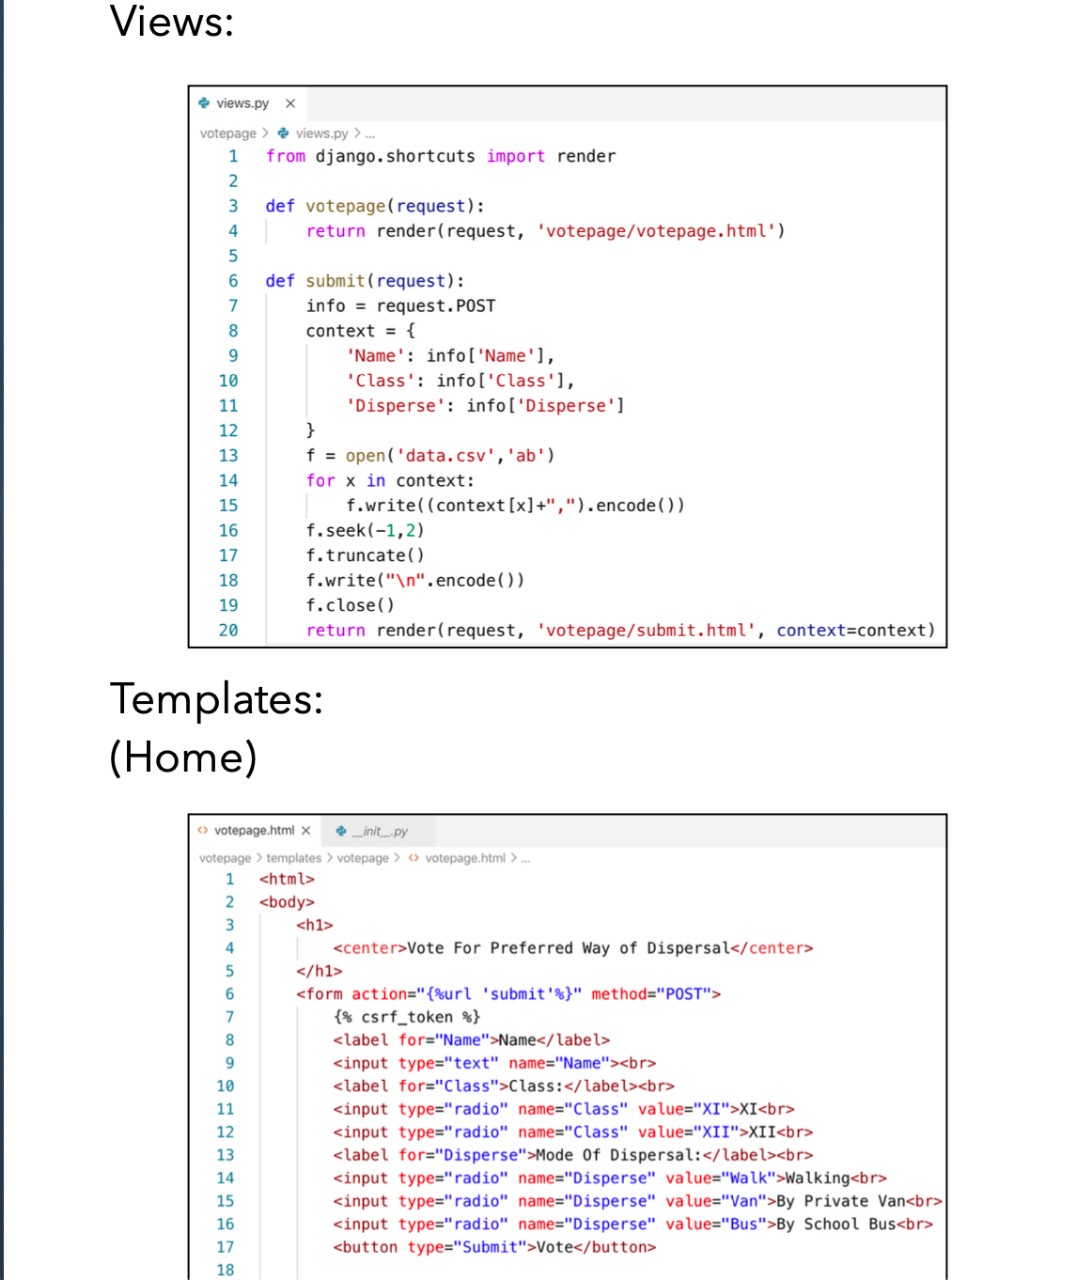 Views:
views.py ×
votepage > views.py > ...
1 from django.shortcuts import render
2
3 def votepage(request):
4     return render(request, 'votepage/votepage.html')
5
6 def submit(request):
7     info = request.POST
8     context = {
9         'Name': info['Name'],
10         'Class': info['Class'],
11         'Disperse': info['Disperse']
12     }
13     f = open('data.csv','ab')
14     for x in context:
15         f.write((context[x]+",").encode())
16     f.seek(-1,2)
17     f.truncate()
18     f.write("\n".encode())
19     f.close()
20     return render(request, 'votepage/submit.html', context=context)
Templates:
(Home)
<> votepage.html × __init__.py
votepage > templates > votepage > <> votepage.html > ...
1 <html>
2 <body>
3     <h1>
4         <center>Vote For Preferred Way of Dispersal</center>
5     </h1>
6     <form action="{%url 'submit'%}" method="POST">
7         {% csrf_token %}
8         <label for="Name">Name</label>
9         <input type="text" name="Name"><br>
10         <label for="Class">Class:</label><br>
11         <input type="radio" name="Class" value="XI">XI<br>
12         <input type="radio" name="Class" value="XII">XII<br>
13         <label for="Disperse">Mode Of Dispersal:</label><br>
14         <input type="radio" name="Disperse" value="Walk">Walking<br>
15         <input type="radio" name="Disperse" value="Van">By Private Van<br>
16         <input type="radio" name="Disperse" value="Bus">By School Bus<br>
17         <button type="Submit">Vote</button>
18